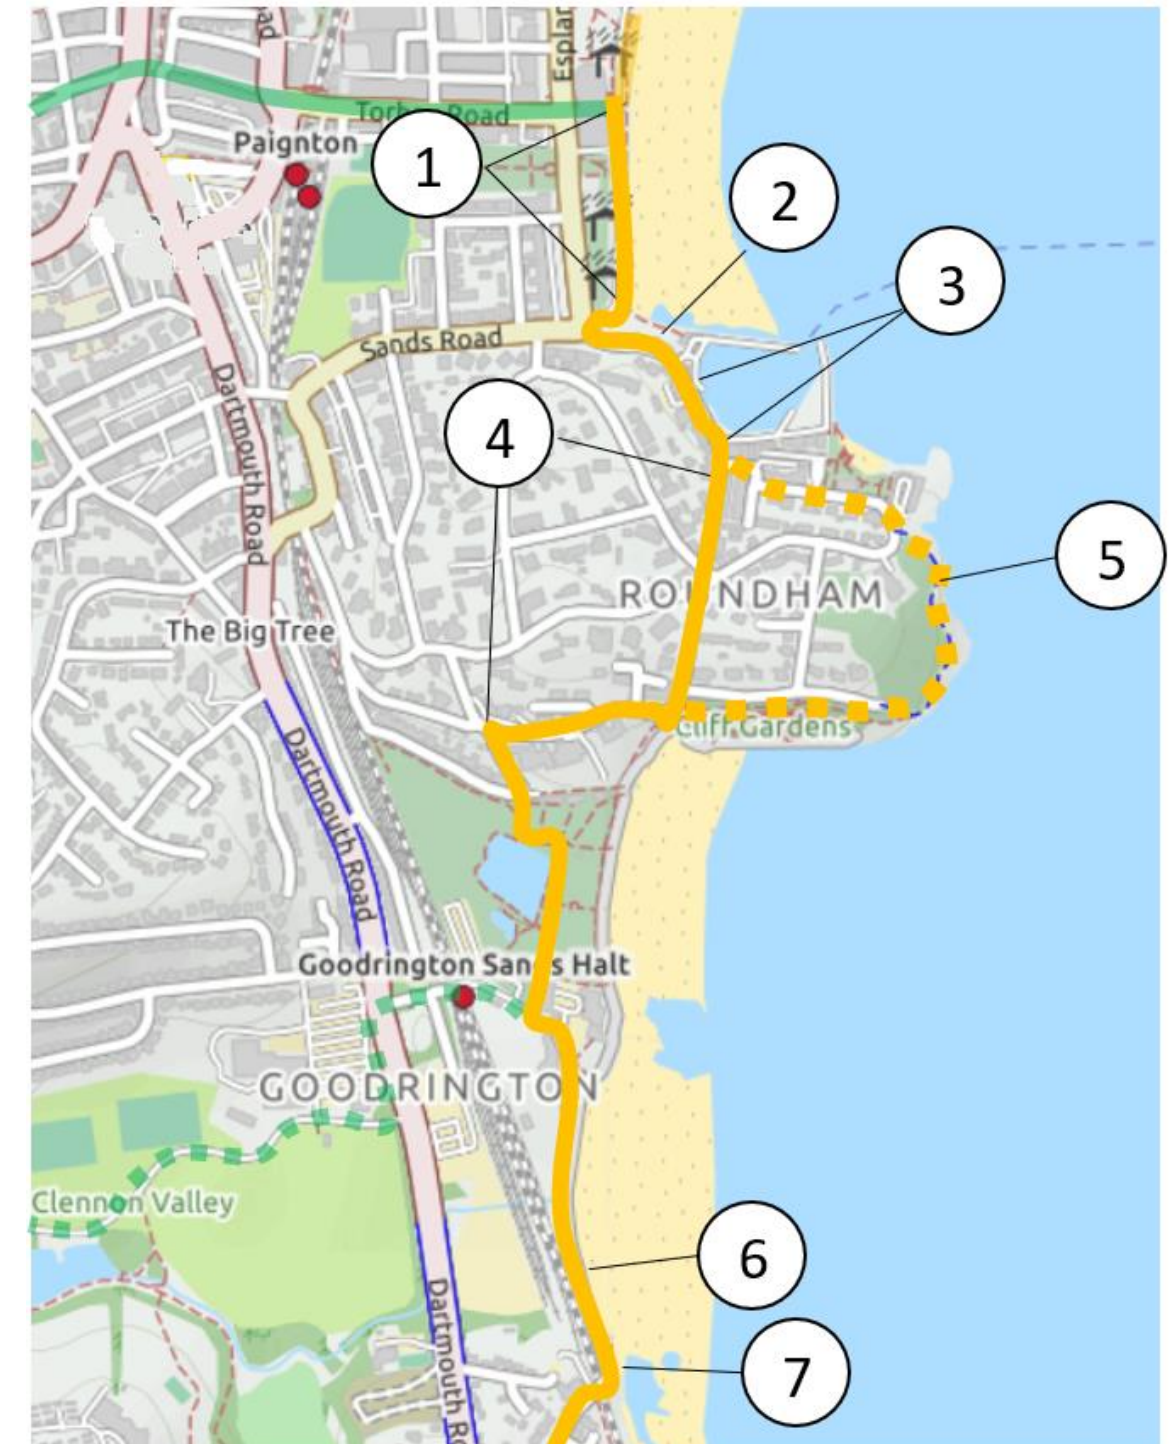 Esplan
Torbay Road
Paignton
1
2
3
Sands Road
Dartmouth Road
4
5
ROUNDHAM
The Big Tree
Cliff Gardens
Dartmouth Road
Goodrington Sands Halt
GOODRINGTON
Clennon Valley
6
Dartmouth Ro
7